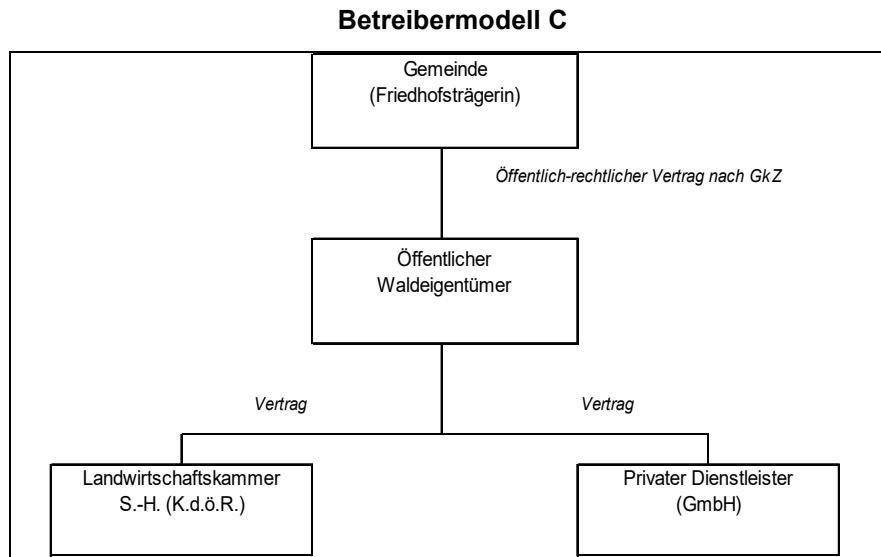 Betreibermodell C
Gemeinde
(Friedhofsträgerin)
Öffentlich-rechtlicher Vertrag nach GkZ
Öffentlicher
Waldeigentümer
Vertrag
Vertrag
Landwirtschaftskammer
S.-H. (K.d.ö.R.)
Privater Dienstleister
(GmbH)